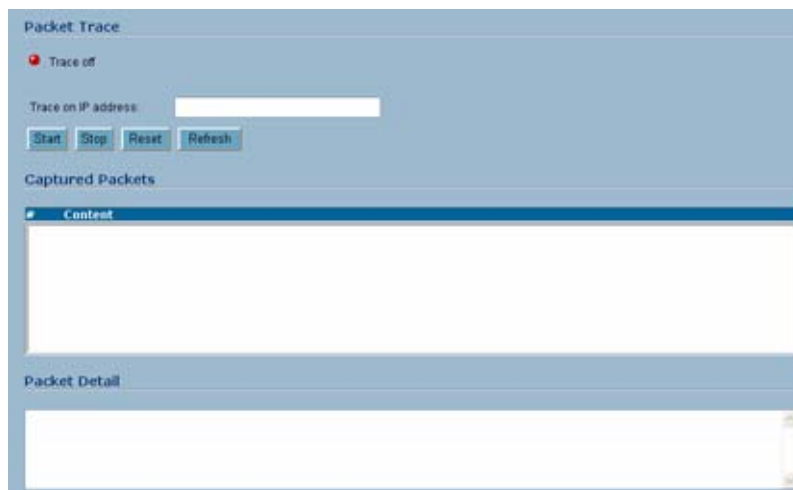 Packet Trace
Trace off
Trace on IP address:
Start Stop Reset Refresh
Captured Packets
# Content
Packet Detail